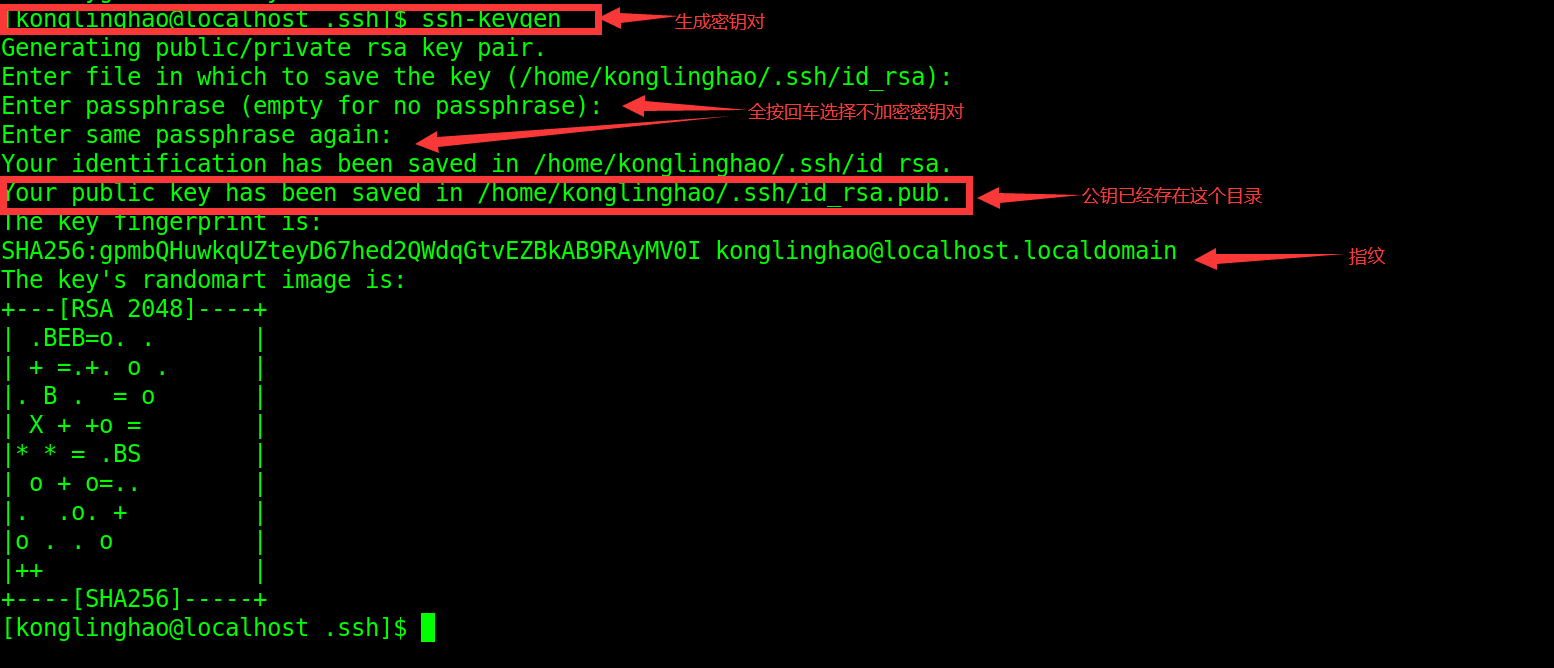 [konglinghao@localhost .ssh]$ ssh-keygen 生成密钥对
Generating public/private rsa key pair.
Enter file in which to save the key (/home/konglinghao/.ssh/id_rsa):
Enter passphrase (empty for no passphrase): 全按回车选择不加密密钥对
Enter same passphrase again:
Your identification has been saved in /home/konglinghao/.ssh/id_rsa.
Your public key has been saved in /home/konglinghao/.ssh/id_rsa.pub. 公钥已经存在这个目录
The key fingerprint is:
SHA256:gpmbQHuwkqUZteyD67hed2QWdqGtvEZBkAB9RAyMV0I konglinghao@localhost.localdomain 指纹
The key's randomart image is:
+---[RSA 2048]----+
| .BEB=o. .       |
| + =.+. o .      |
|. B .  = o       |
| X + +o =        |
|* * = .BS        |
| o + o=..        |
|.  .o. +         |
|o . . o          |
|++               |
+----[SHA256]-----+
[konglinghao@localhost .ssh]$